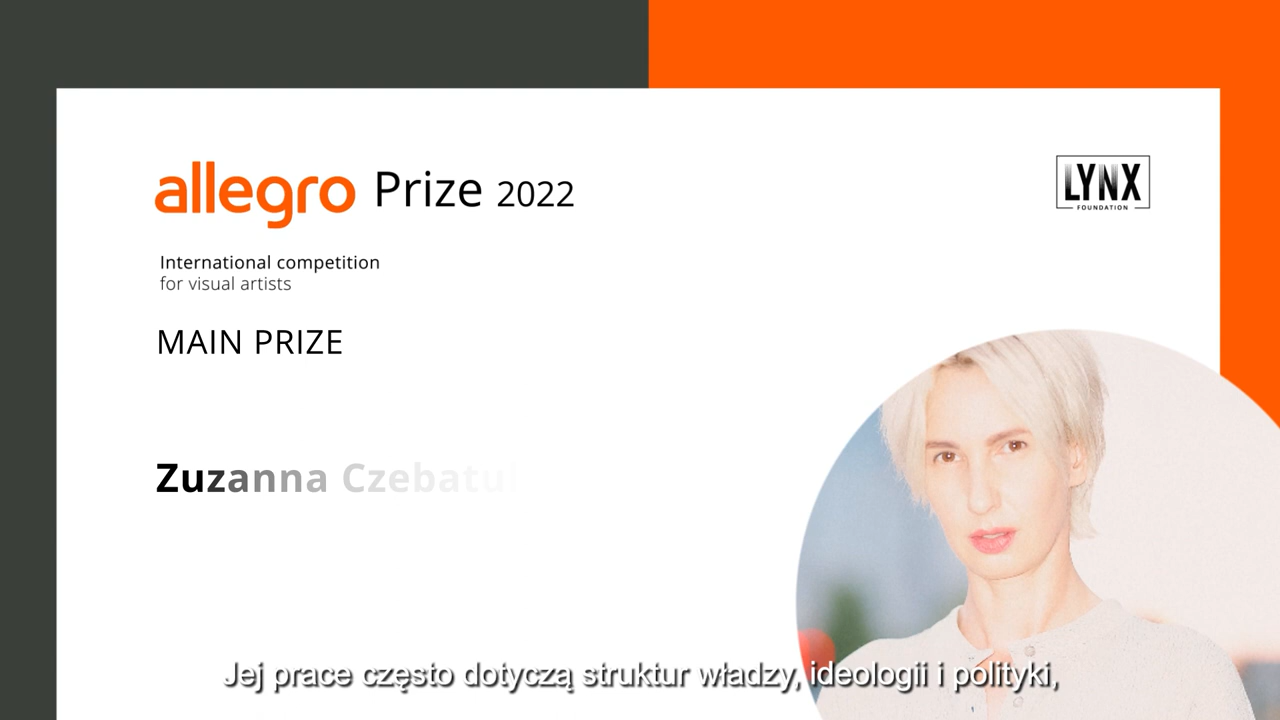 allegro Prize 2022
LYNX
FOUNDATION
International competition
for visual artists
MAIN PRIZE
Zuzanna
Jej prace często dotyczą struktur władzy, ideologii i polityki,